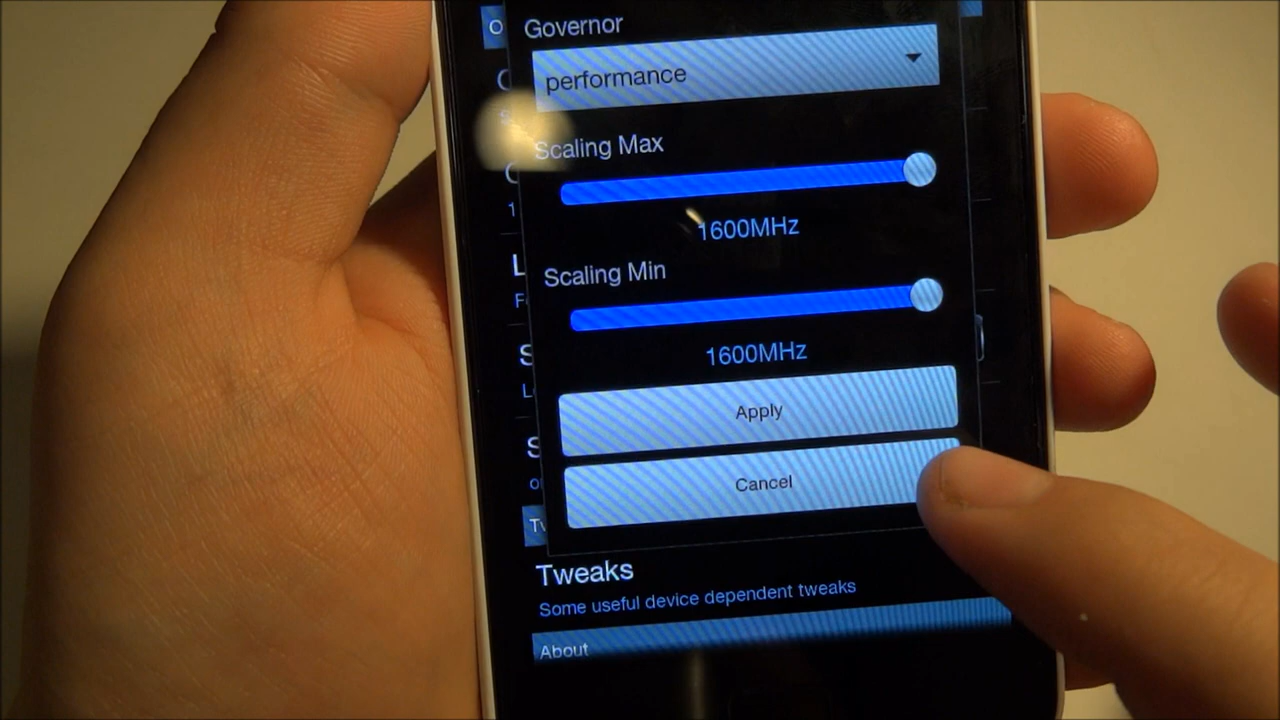 Governor
performance
Scaling Max
1600MHz
Scaling Min
1600MHz
Apply
Cancel
Tweaks
Some useful device dependent tweaks
About